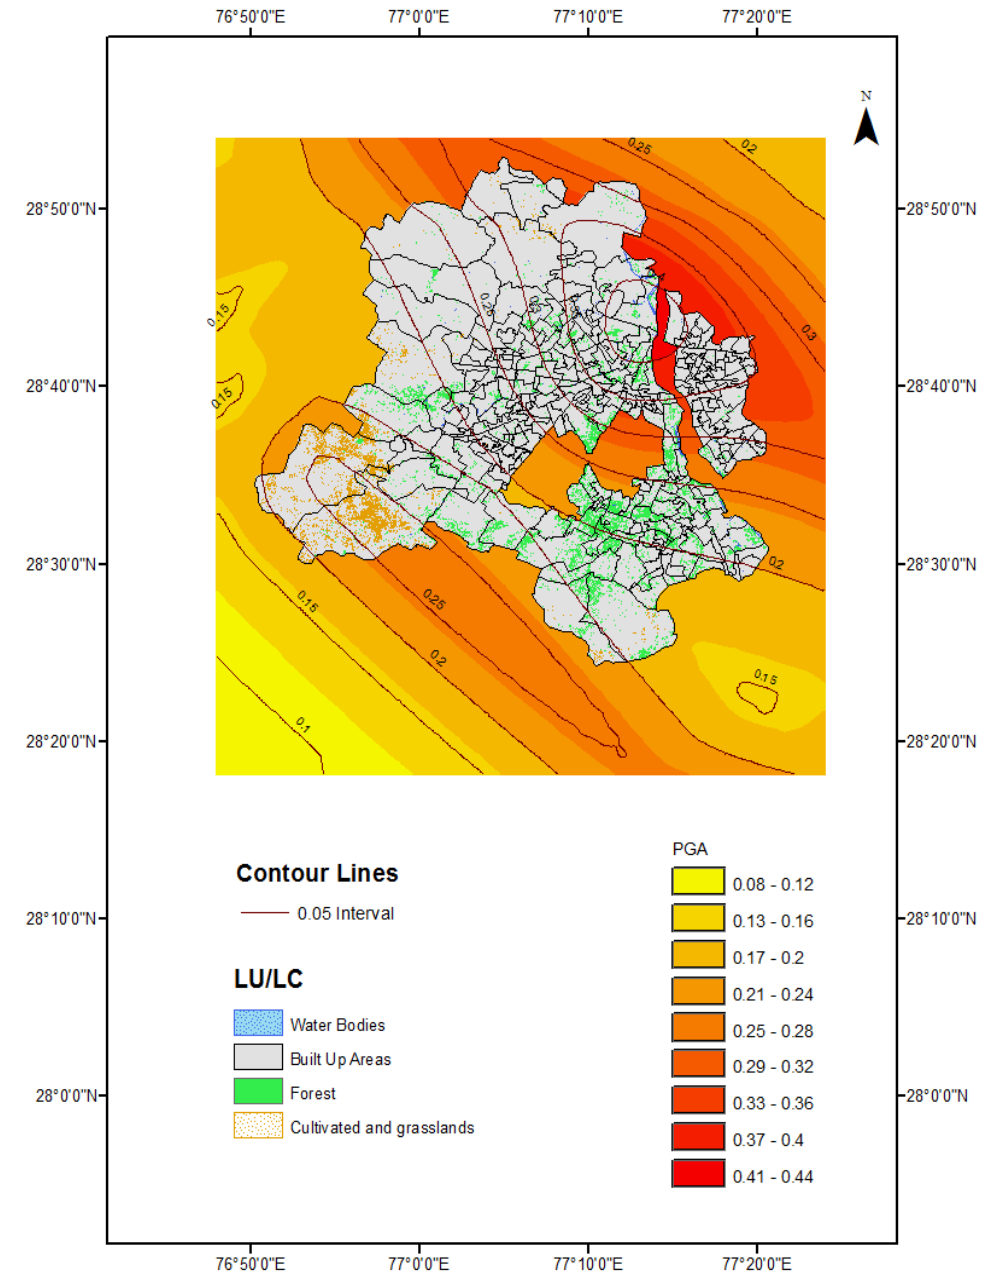 76°50'0"E 77°0'0"E 77°10'0"E 77°20'0"E
N
0.25 0.2
28°50'0"N 28°50'0"N
0.15 0.25 0.3
28°40'0"N 28°40'0"N
0.15
28°30'0"N 0.2 28°30'0"N
0.15 0.25
0.2
0.15
0.1
28°20'0"N 28°20'0"N
PGA
Contour Lines
0.05 Interval
0.08 - 0.12
28°10'0"N 0.13 - 0.16 28°10'0"N
0.17 - 0.2
LU/LC
0.21 - 0.24
Water Bodies 0.25 - 0.28
Built Up Areas 0.29 - 0.32
28°0'0"N Forest 0.33 - 0.36 28°0'0"N
Cultivated and grasslands 0.37 - 0.4
0.41 - 0.44
76°50'0"E 77°0'0"E 77°10'0"E 77°20'0"E